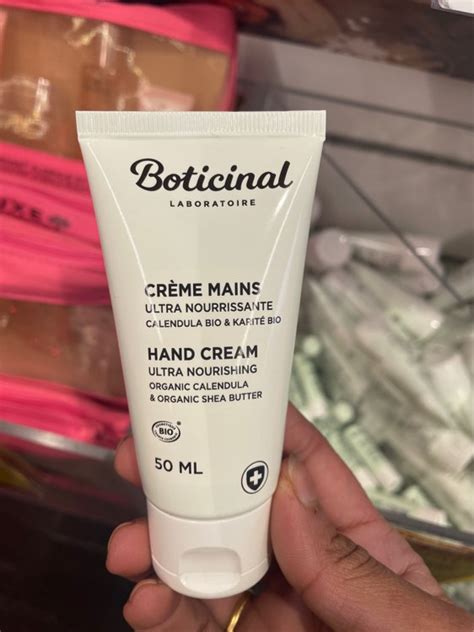 Boticinal
LABORATOIRE
CRÈME MAINS
ULTRA NOURRISSANTE
CALENDULA BIO & KARITÉ BIO
HAND CREAM
ULTRA NOURISHING
ORGANIC CALENDULA
& ORGANIC SHEA BUTTER
BIO
50 ML